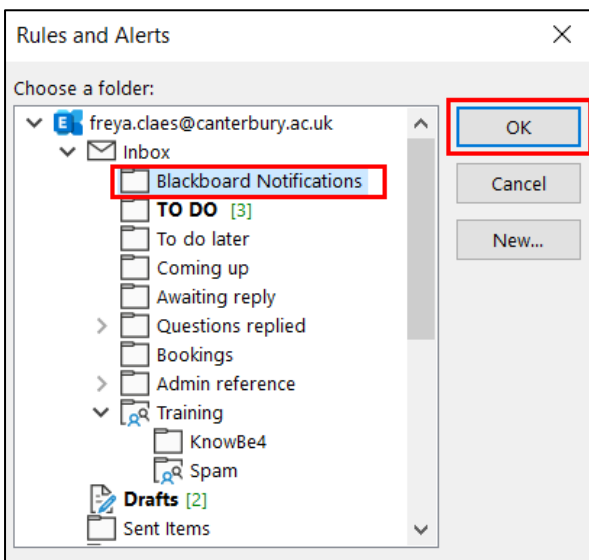 Rules and Alerts
Choose a folder:
freya.claes@canterbury.ac.uk
Inbox
Blackboard Notifications
TO DO [3]
To do later
Coming up
Awaiting reply
Questions replied
Bookings
Admin reference
Training
KnowBe4
Spam
Drafts [2]
Sent Items
OK
Cancel
New...